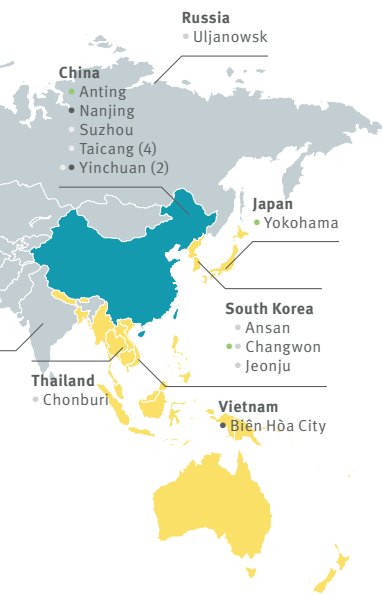 Russia
Uljanowsk
China
Anting
Nanjing
Suzhou
Taicang (4)
Yinchuan (2)
Japan
Yokohama
South Korea
Ansan
Changwon
Jeonju
Thailand
Chonburi
Vietnam
Biên Hòa City